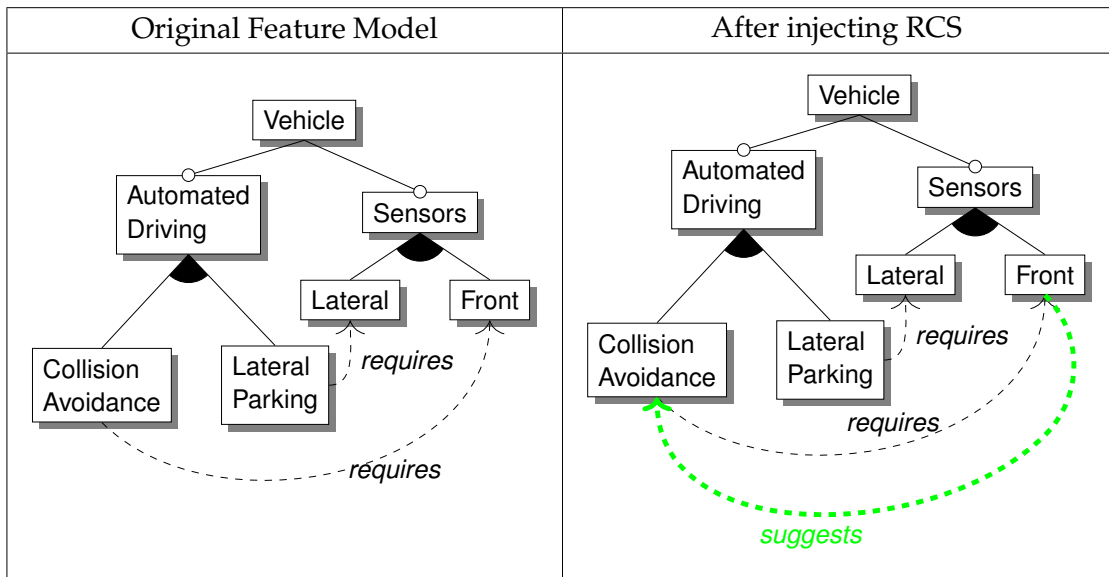 Original Feature Model
Vehicle
Automated
Driving
Sensors
Lateral
Front
Collision
Avoidance
Lateral
Parking
requires
requires
After injecting RCS
Vehicle
Automated
Driving
Sensors
Lateral
Front
Collision
Avoidance
Lateral
Parking
requires
requires
suggests